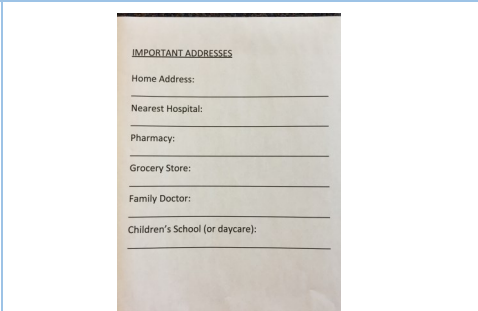 IMPORTANT ADDRESSES
Home Address:
Nearest Hospital:
Pharmacy:
Grocery Store:
Family Doctor:
Children's School (or daycare):